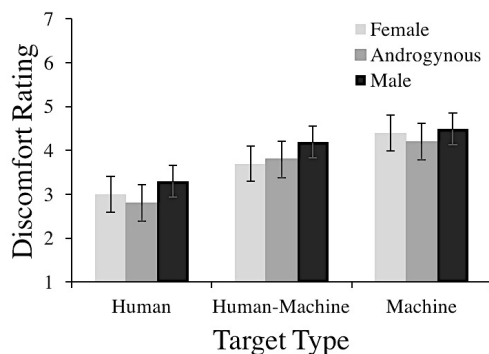 7
6
5
4
3
2
1
Discomfort Rating
Female
Androgynous
Male
Human
Human-Machine
Machine
Target Type